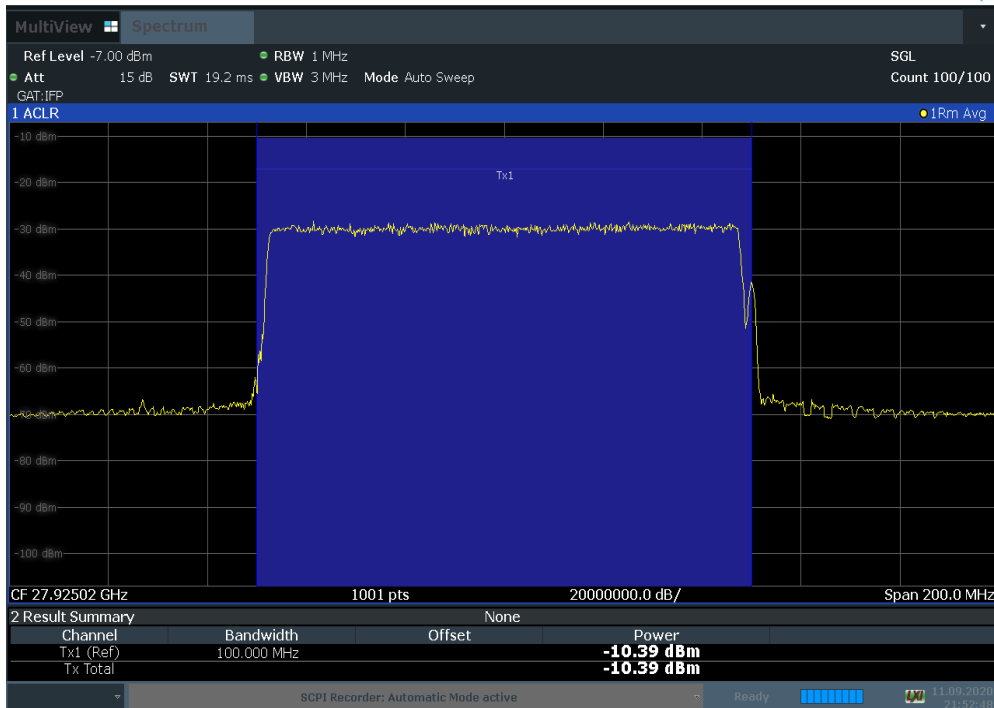 MultiView Spectrum
Ref Level -7.00 dBm RBW 1 MHz SGL
Att 15 dB SWT 19.2 ms VBW 3 MHz Mode Auto Sweep Count 100/100
GAT:IFP
1 ACLR 1Rm Avg
-10 dBm
Tx1
-20 dBm
-30 dBm
-40 dBm
-50 dBm
-60 dBm
-70 dBm
-80 dBm
-90 dBm
-100 dBm
CF 27.92502 GHz 1001 pts 20000000.0 dB/ Span 200.0 MHz
2 Result Summary None
Channel Bandwidth Offset Power
Tx1 (Ref) 100.000 MHz -10.39 dBm
Tx Total -10.39 dBm
SCPI Recorder: Automatic Mode active Ready LXI 11.09.2020
21:52:48